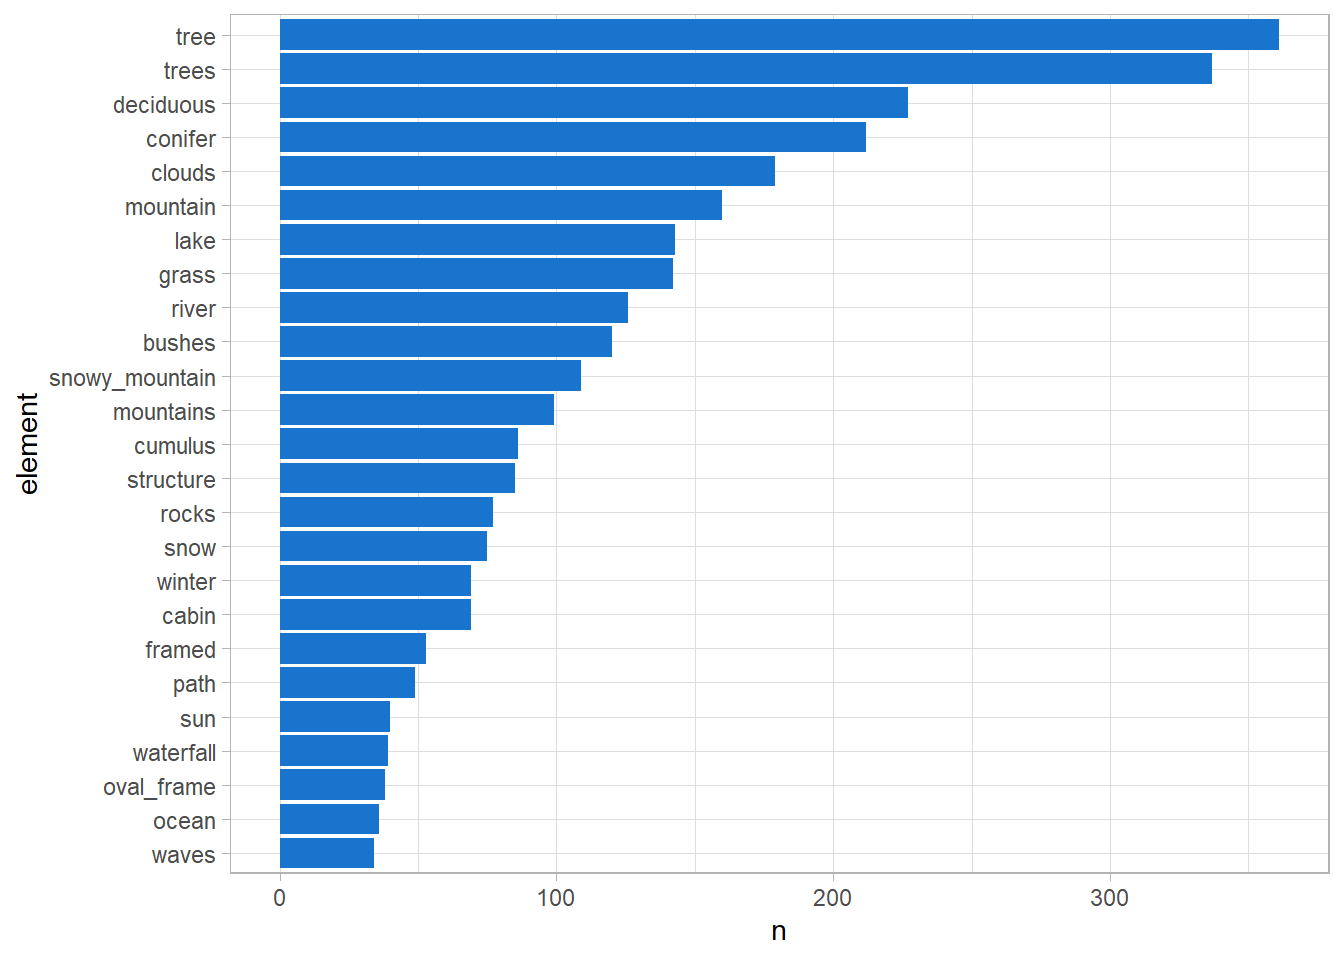 tree
trees
deciduous
conifer
clouds
mountain
lake
grass
river
bushes
snowy_mountain
mountains
cumulus
structure
rocks
snow
winter
cabin
framed
path
sun
waterfall
oval_frame
ocean
waves
element
0 100 200 300
n